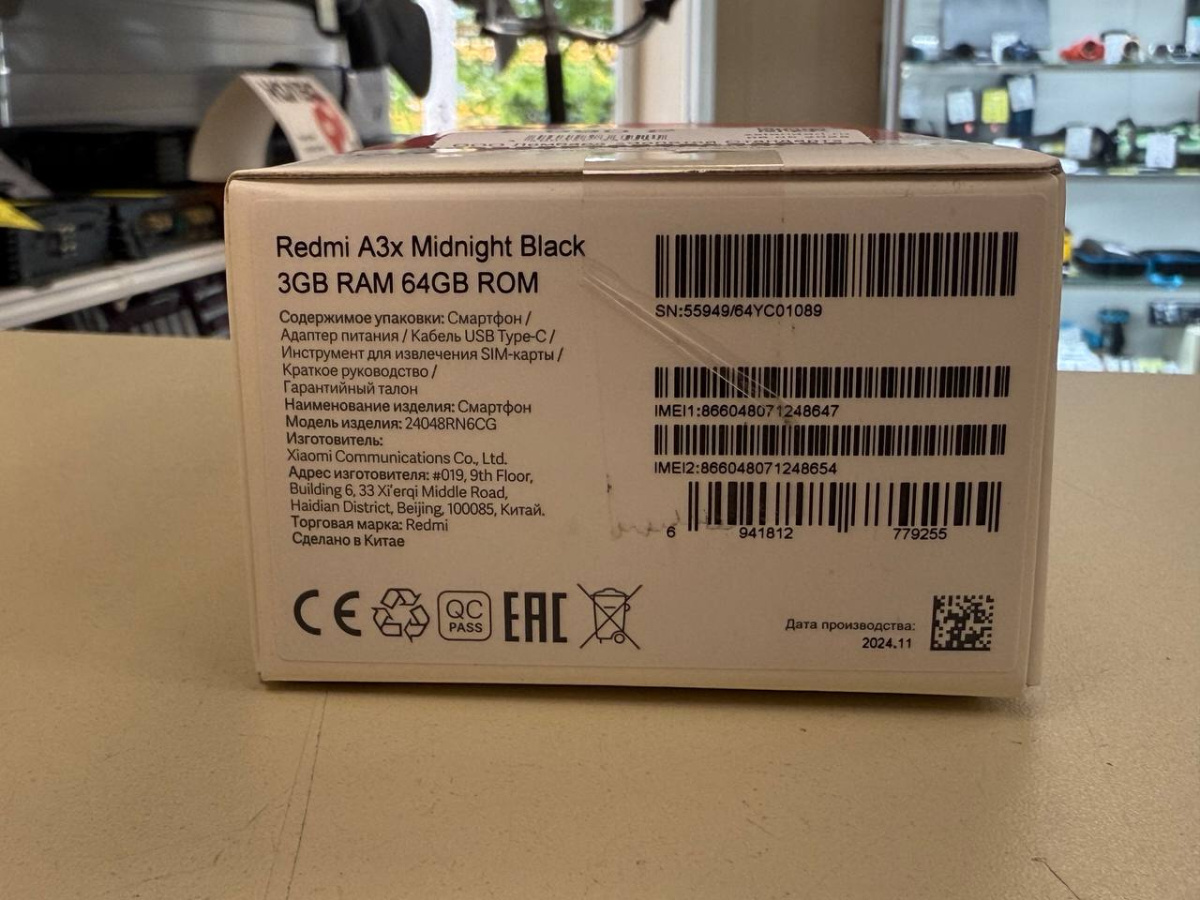 Redmi A3x Midnight Black
3GB RAM 64GB ROM
Содержимое упаковки: Смартфон /
Адаптер питания / Кабель USB Type-C /
Инструмент для извлечения SIM-карты /
Краткое руководство /
Гарантийный талон
Наименование изделия: Смартфон
Модель изделия: 24048RN6CG
Изготовитель:
Xiaomi Communications Co., Ltd.
Адрес изготовителя: #019, 9th Floor,
Building 6, 33 Xi'erqi Middle Road,
Haidian District, Beijing, 100085, Китай.
Торговая марка: Redmi
Сделано в Китае
SN:55949/64YC01089
IMEI1:866048071248647
IMEI2:866048071248654
6 941812 779255
CE
QC
PASS
EAC
Дата производства:
2024.11